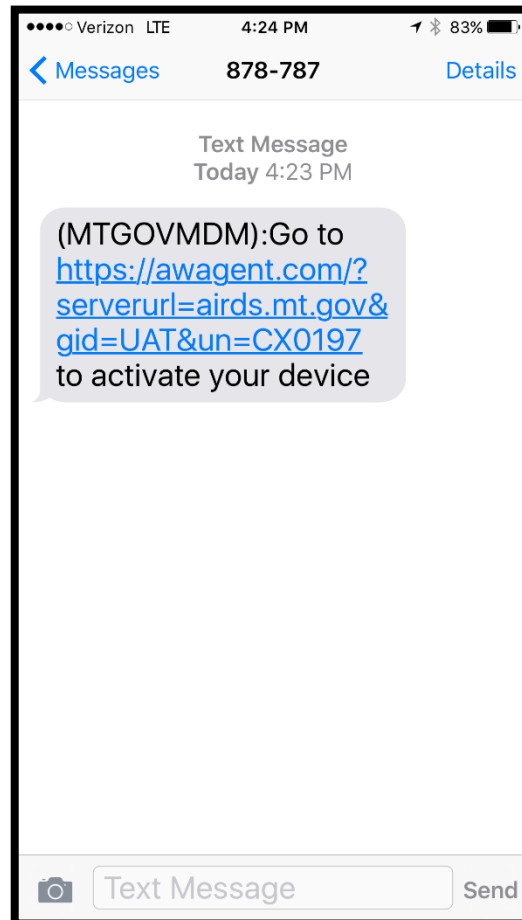 Verizon LTE 4:24 PM 83%
Messages 878-787 Details
Text Message
Today 4:23 PM
(MTGOVMDM):Go to
https://awagent.com/?
serverurl=airds.mt.gov&
gid=UAT&un=CX0197
to activate your device
Text Message Send